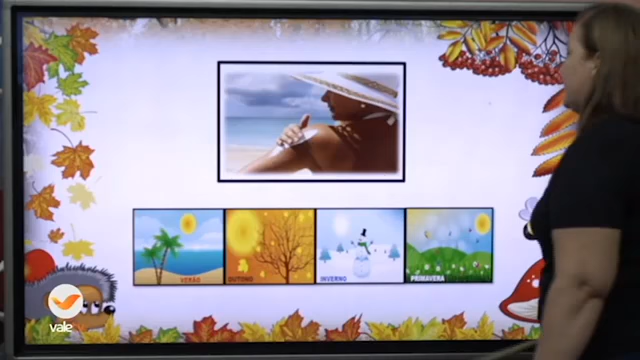 VERÃO
OUTONO
INVERNO
PRIMAVERA
vale